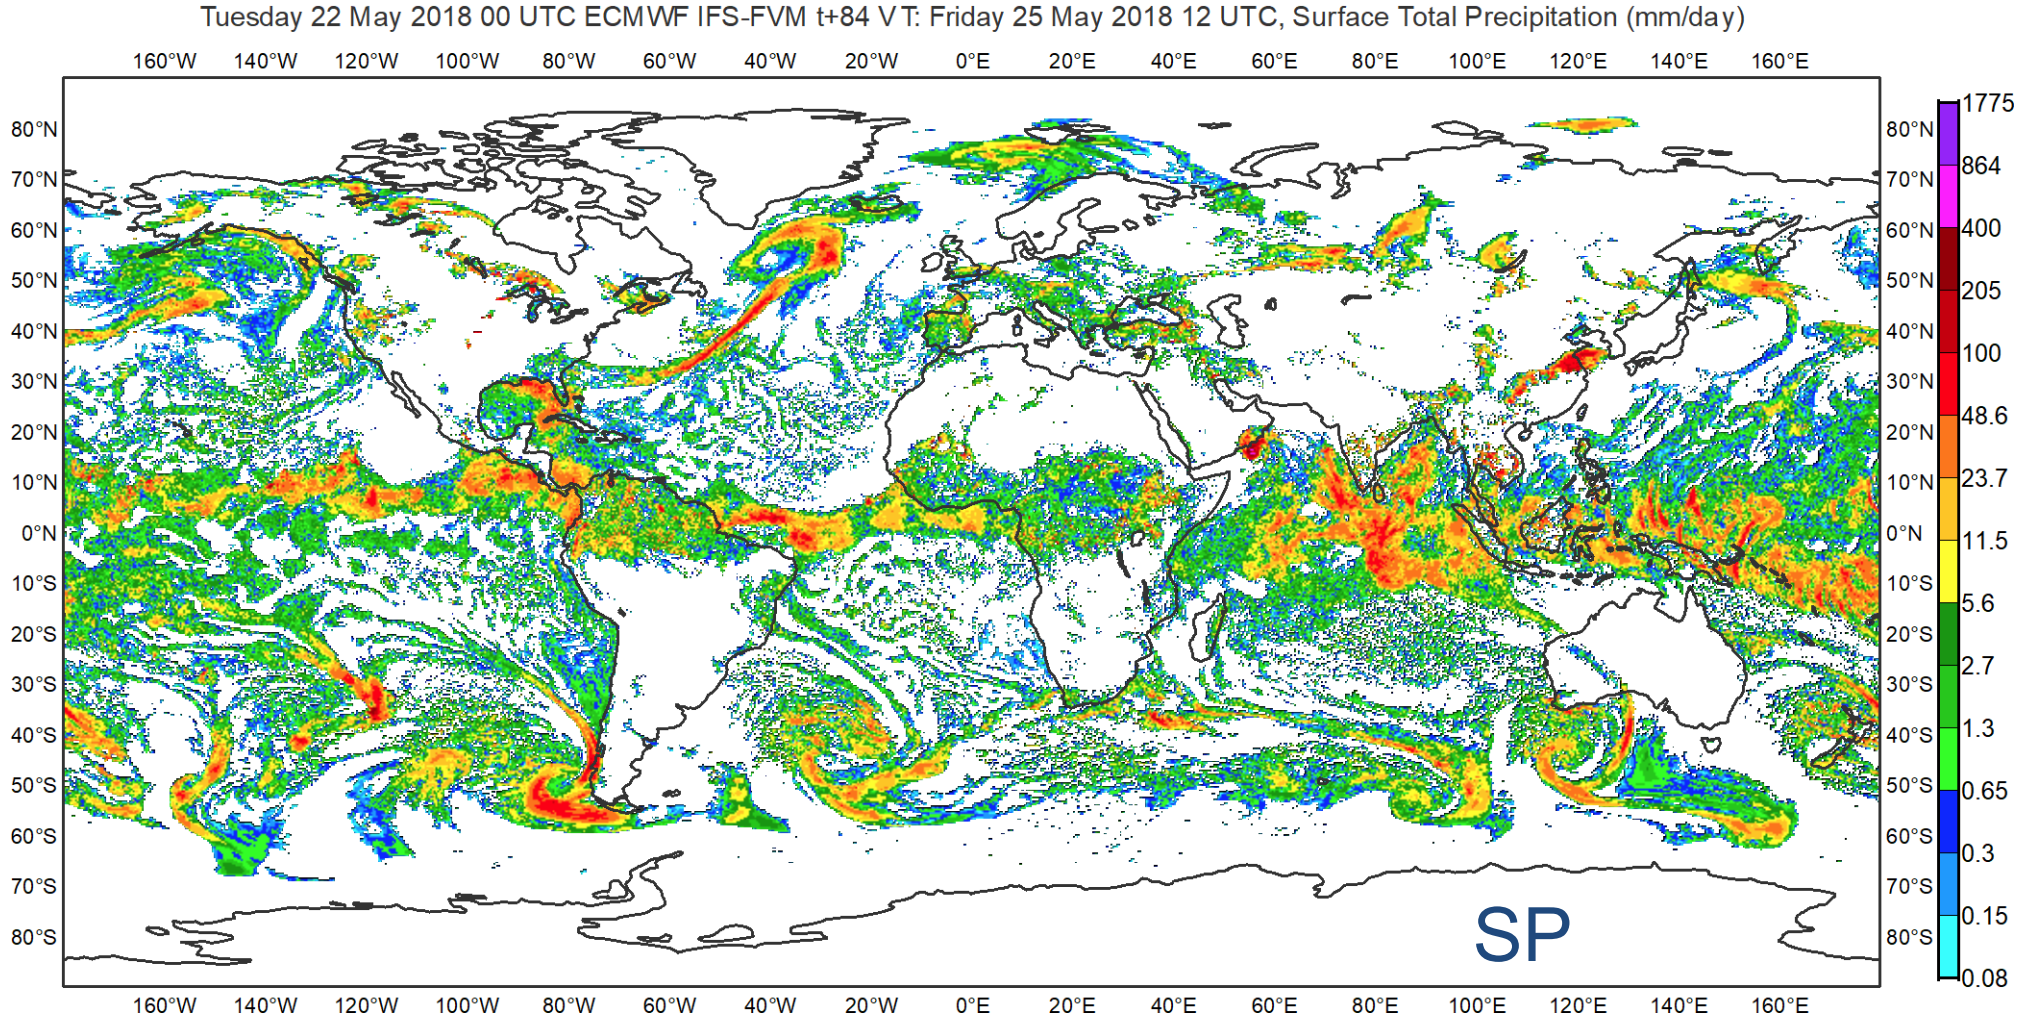 Tuesday 22 May 2018 00 UTC ECMWF IFS-FVM t+84 VT: Friday 25 May 2018 12 UTC, Surface Total Precipitation (mm/day)
160°W 140°W 120°W 100°W 80°W 60°W 40°W 20°W 0°E 20°E 40°E 60°E 80°E 100°E 120°E 140°E 160°E
80°N 80°N
70°N 70°N
60°N 60°N
50°N 50°N
40°N 40°N
30°N 30°N
20°N 20°N
10°N 10°N
0°N 0°N
10°S 10°S
20°S 20°S
30°S 30°S
40°S 40°S
50°S 50°S
60°S 60°S
70°S 70°S
80°S 80°S
SP
160°W 140°W 120°W 100°W 80°W 60°W 40°W 20°W 0°E 20°E 40°E 60°E 80°E 100°E 120°E 140°E 160°E
1775
864
400
205
100
48.6
23.7
11.5
5.6
2.7
1.3
0.65
0.3
0.15
0.08